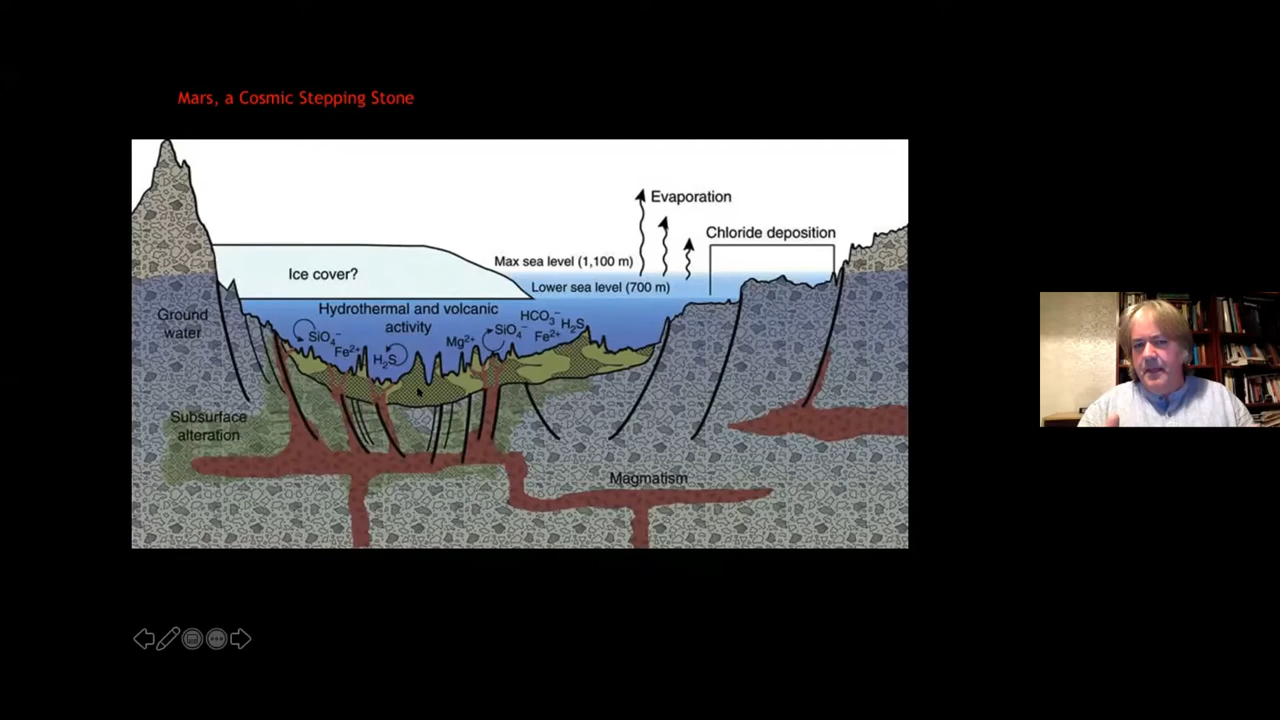 Mars, a Cosmic Stepping Stone
Evaporation
Chloride deposition
Max sea level (1,100 m)
Ice cover?
Lower sea level (700 m)
Ground
water
Hydrothermal and volcanic
activity
SiO₄⁻
Fe²⁺
H₂S
Mg²⁺
SiO₄⁻
HCO₃⁻
Fe²⁺
H₂S
Subsurface
alteration
Magmatism